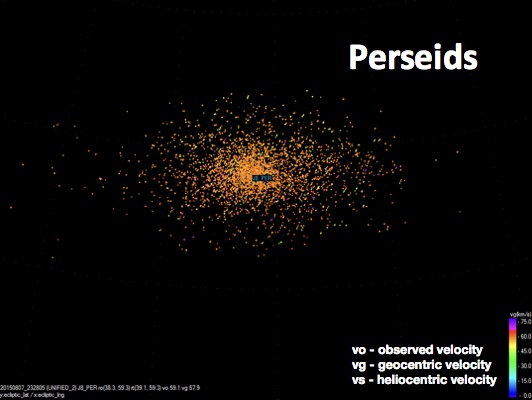 Perseids
J8_PER
vg(km/s)
75.0
60.0
45.0
30.0
15.0
0.0
vo - observed velocity
vg - geocentric velocity
vs - heliocentric velocity
20150807_232805 (UNIFIED_2) J8_PER ro(38.3, 59.3) rt(39.1, 59.3) vo 59.1 vg 57.9
y:ecliptic_lat / x:ecliptic_lng